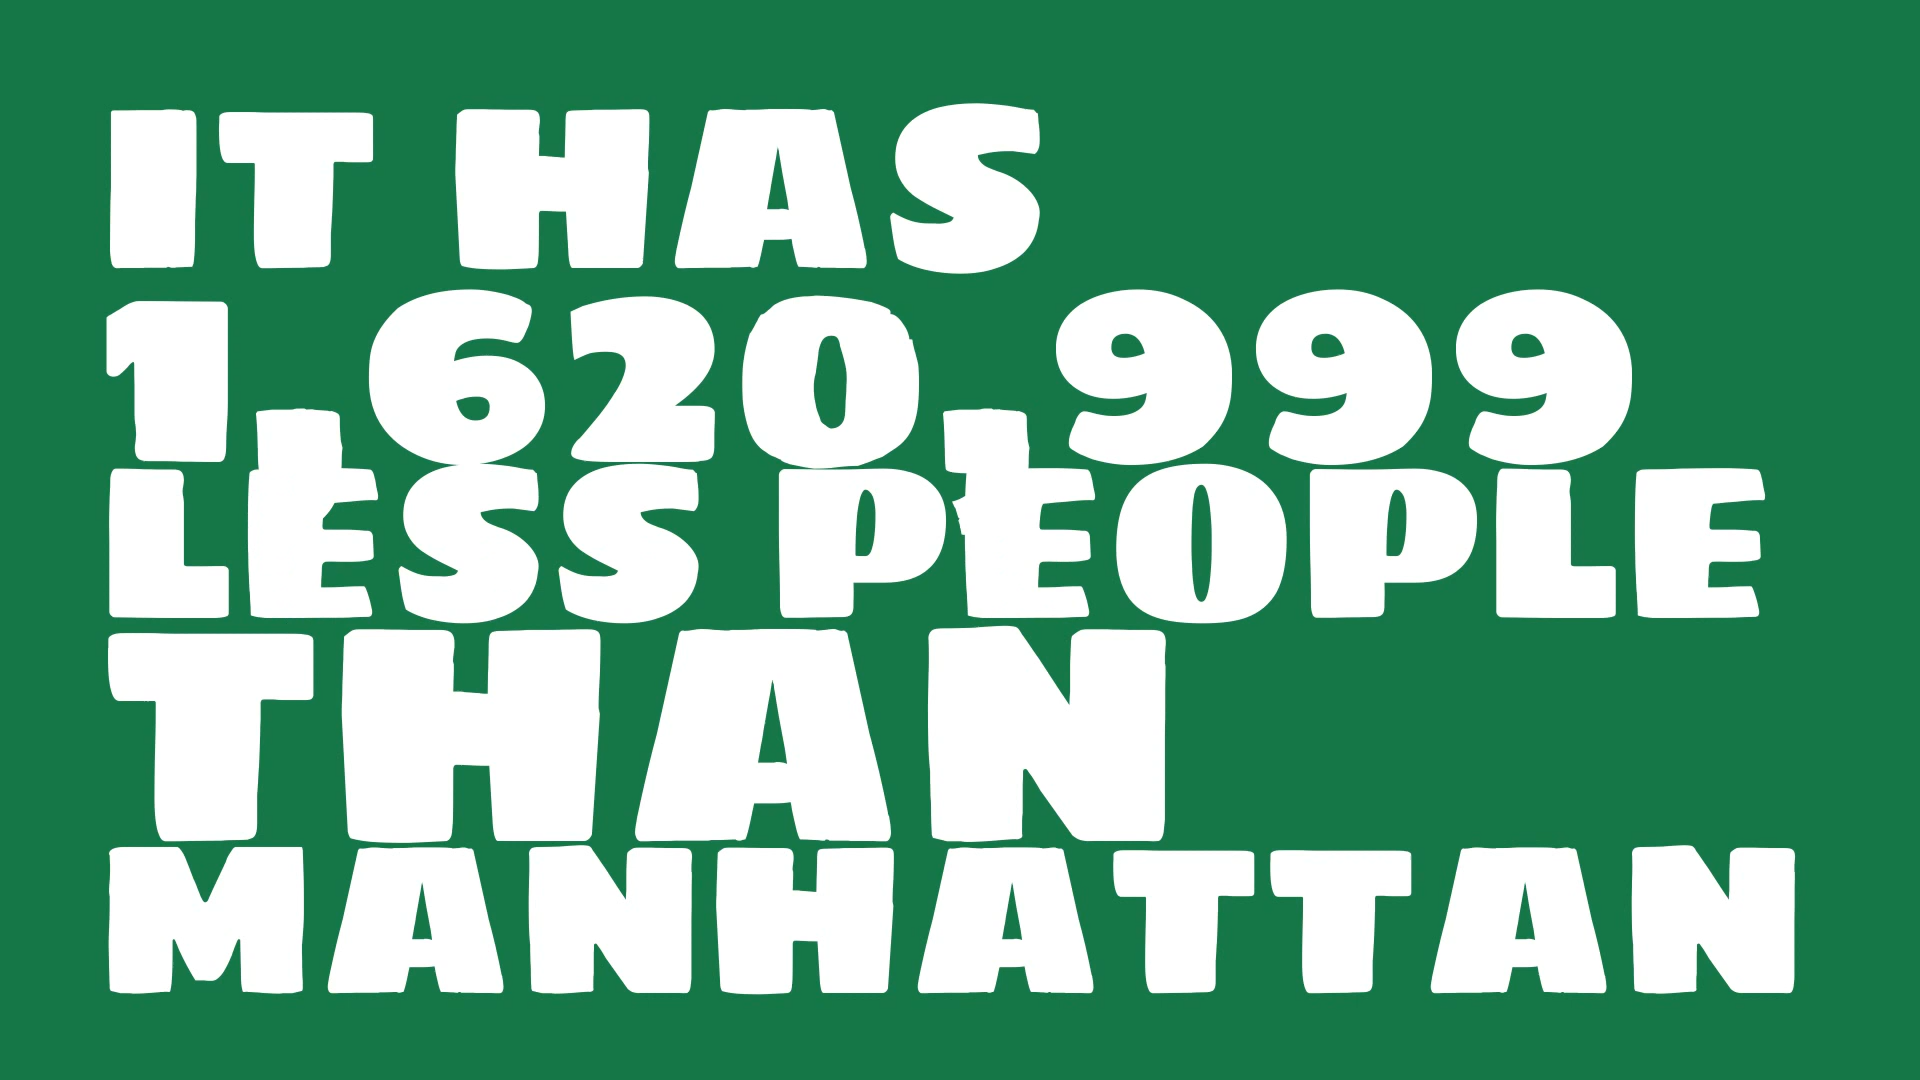 IT HAS
1,620,999
LESS PEOPLE
THAN
MANHATTAN